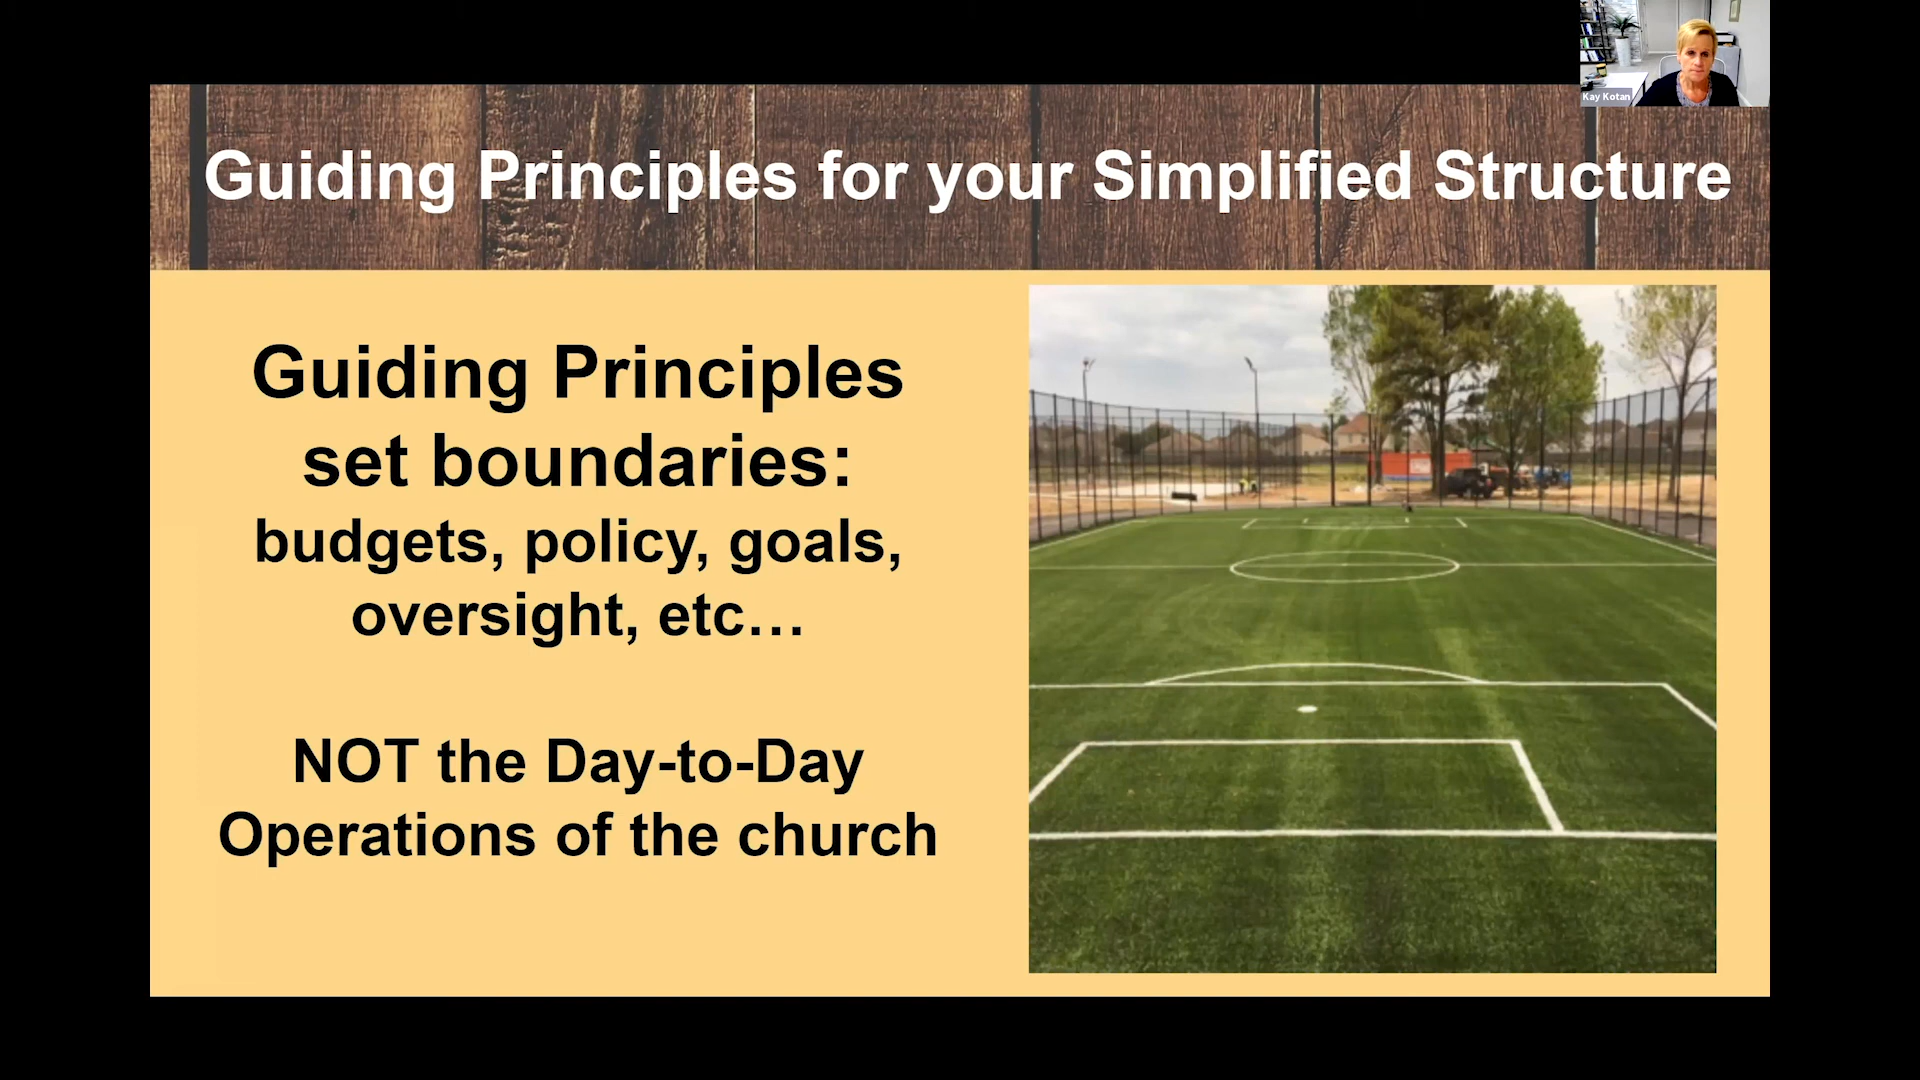 Kay Kotan
Guiding Principles for your Simplified Structure
Guiding Principles
set boundaries:
budgets, policy, goals,
oversight, etc…
NOT the Day-to-Day
Operations of the church